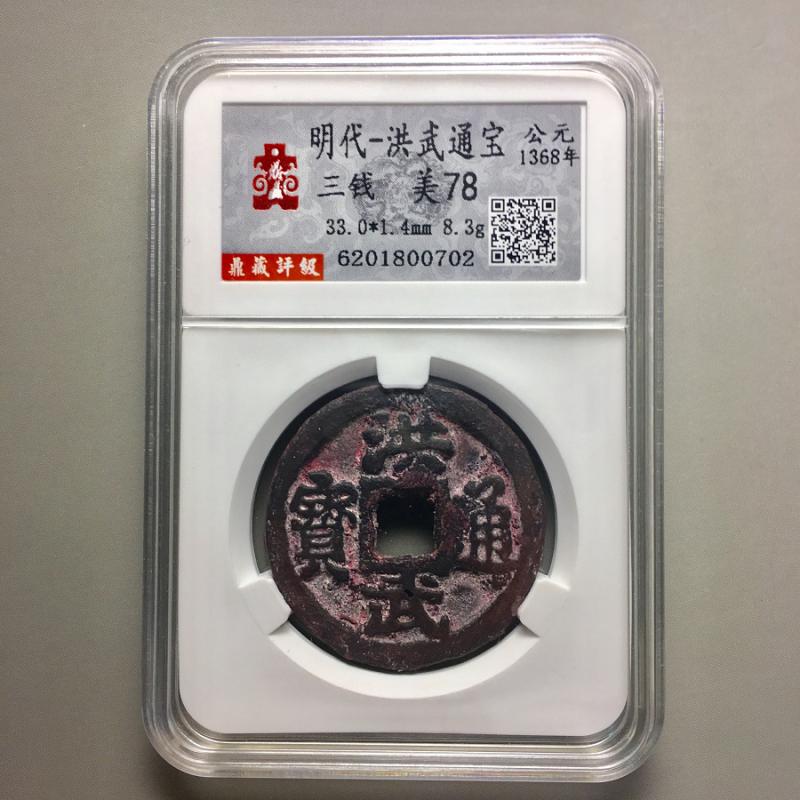 明代-洪武通宝 公元
1368年
三钱 美78
33.0*1.4mm 8.3g
鼎藏評級 6201800702
洪武通寳